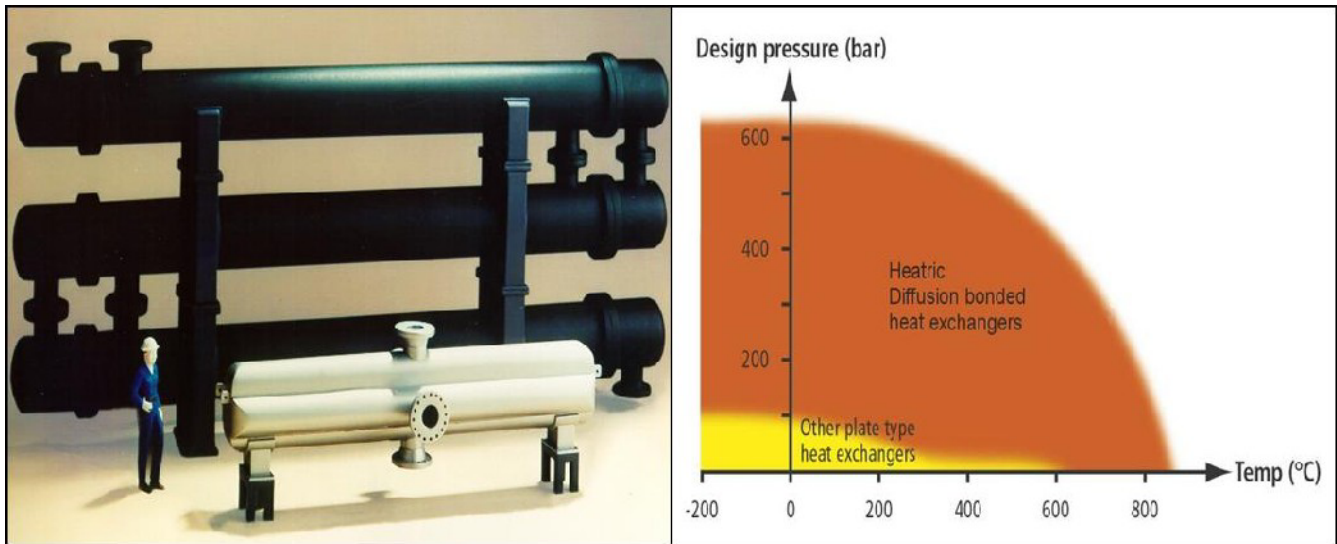 Design pressure (bar)
600
400
Heatric
Diffusion bonded
heat exchangers
200
Other plate type
heat exchangers
Temp (°C)
-200 0 200 400 600 800